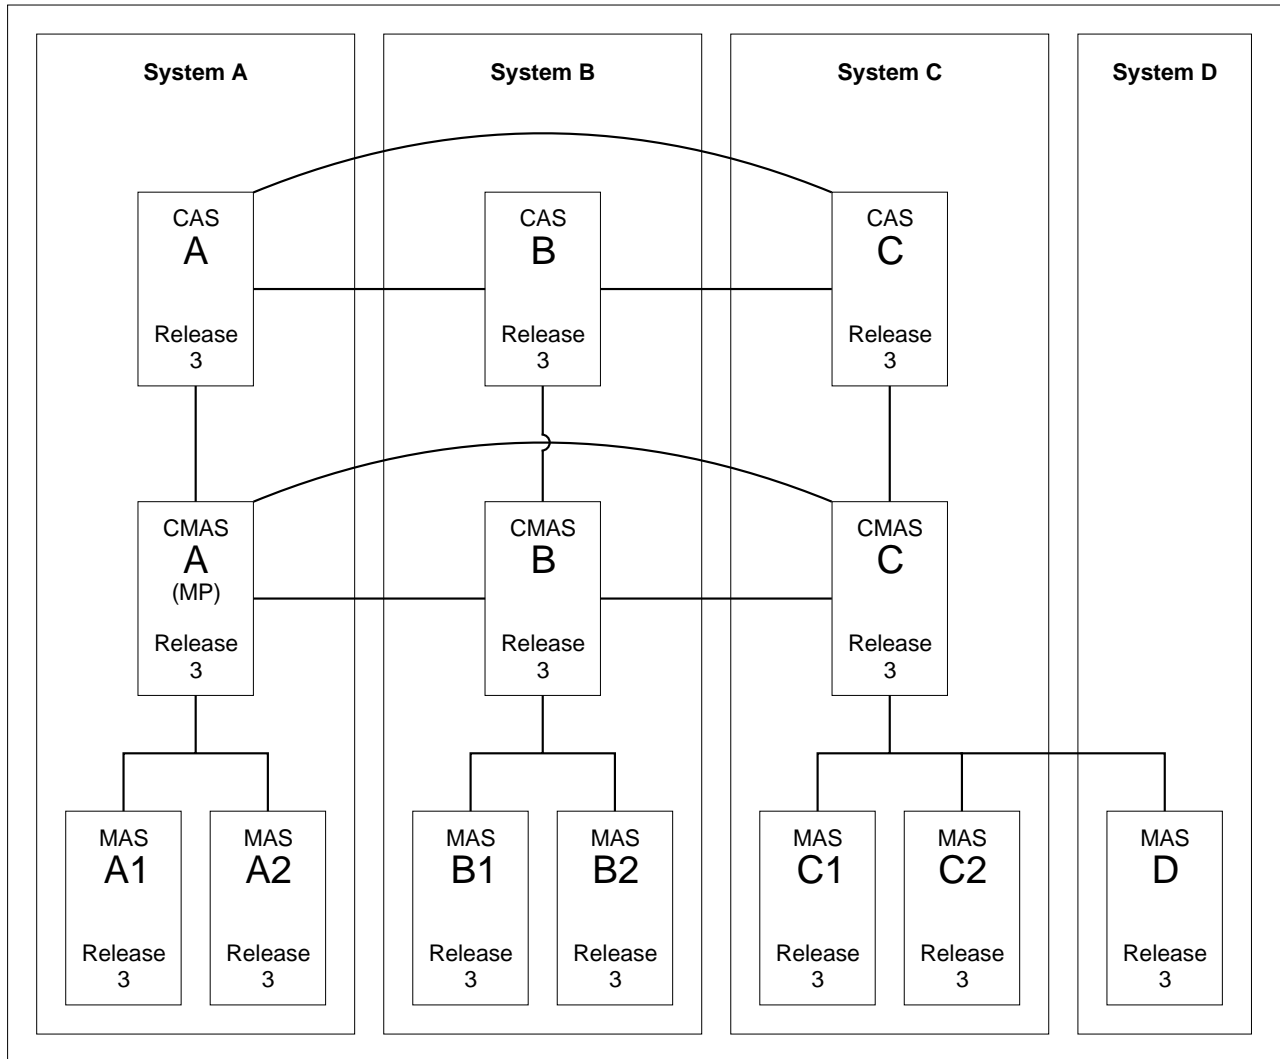 System A
System B
System C
System D
CAS
A
Release
3
CAS
B
Release
3
CAS
C
Release
3
CMAS
A
(MP)
Release
3
CMAS
B
Release
3
CMAS
C
Release
3
MAS
A1
Release
3
MAS
A2
Release
3
MAS
B1
Release
3
MAS
B2
Release
3
MAS
C1
Release
3
MAS
C2
Release
3
MAS
D
Release
3